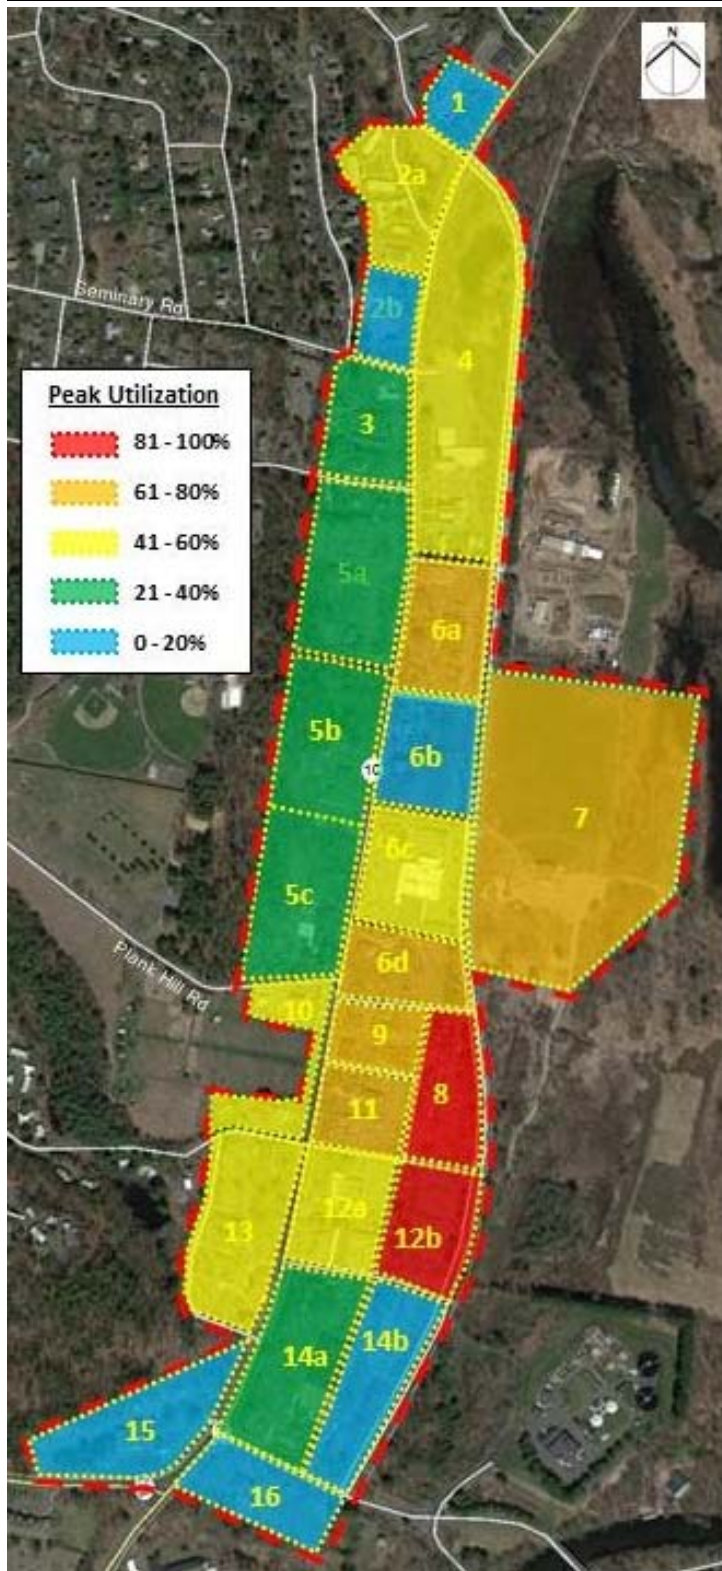 N
1
2a
Seminary Rd
2b
4
Peak Utilization
81 - 100%
61 - 80%
41 - 60%
21 - 40%
0 - 20%
3
5a
6a
5b
6b
10
7
6c
5c
6d
Plank Hill Rd
10
9
8
11
12a
12b
13
14a
14b
15
16